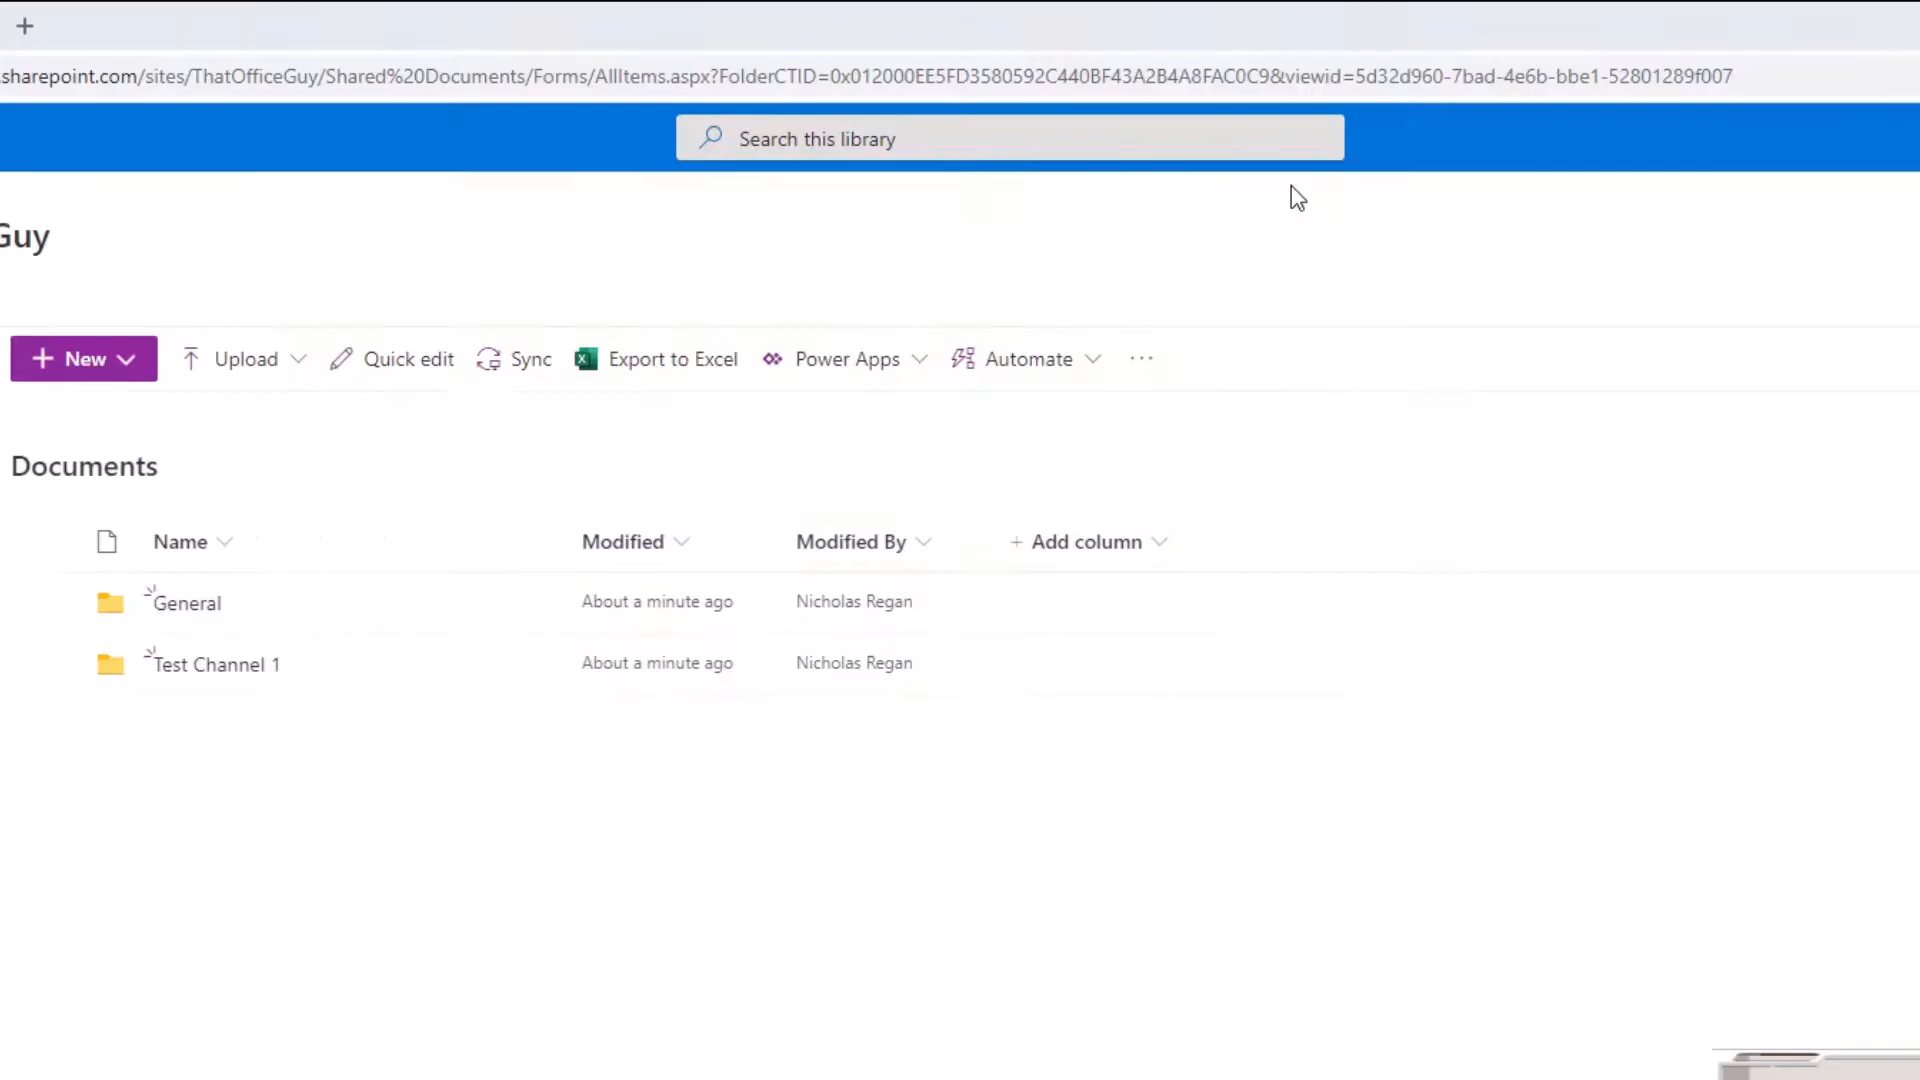 sharepoint.com/sites/ThatOfficeGuy/Shared%20Documents/Forms/AllItems.aspx?FolderCTID=0x012000EE5FD3580592C440BF43A2B4A8FAC0C9&viewid=5d32d960-7bad-4e6b-bbe1-52801289f007
Search this library
Guy
New Upload Quick edit Sync Export to Excel Power Apps Automate ...
Documents
Name Modified Modified By + Add column
General About a minute ago Nicholas Regan
Test Channel 1 About a minute ago Nicholas Regan